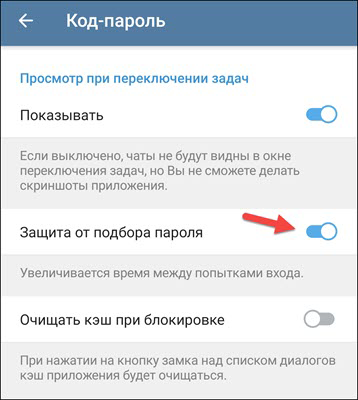 Код-пароль
Просмотр при переключении задач
Показывать
Если выключено, чаты не будут видны в окне
переключения задач, но Вы не сможете делать
скриншоты приложения.
Защита от подбора пароля
Увеличивается время между попытками входа.
Очищать кэш при блокировке
При нажатии на кнопку замка над списком диалогов
кэш приложения будет очищаться.